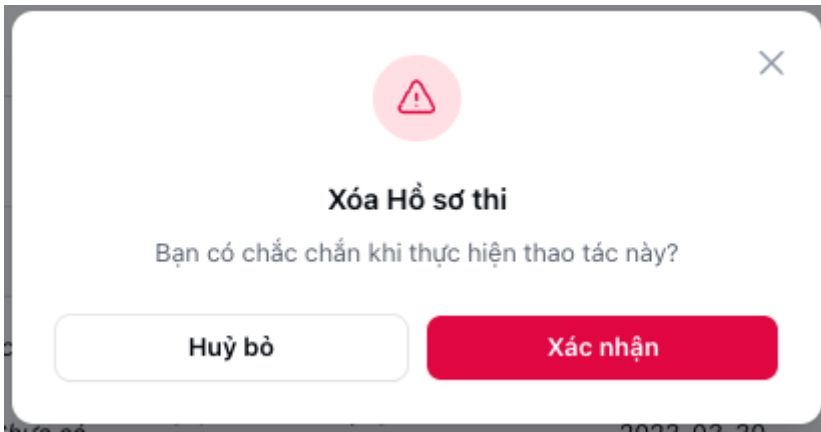 Xóa Hồ sơ thi
Bạn có chắc chắn khi thực hiện thao tác này?
Huỷ bỏ
Xác nhận